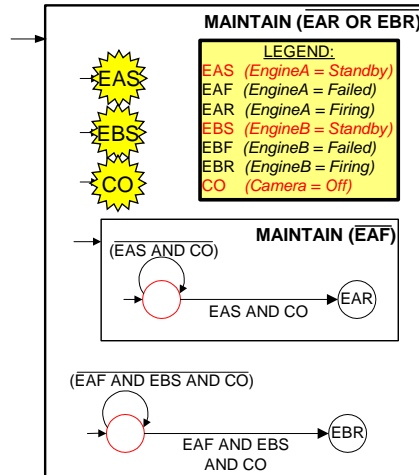 MAINTAIN (EAR OR EBR)
LEGEND:
EAS (EngineA = Standby)
EAF (EngineA = Failed)
EAR (EngineA = Firing)
EBS (EngineB = Standby)
EBF (EngineB = Failed)
EBR (EngineB = Firing)
CO (Camera = Off)
EAS
EBS
CO
MAINTAIN (EAF)
(EAS AND CO)
EAR
EAS AND CO
(EAF AND EBS AND CO)
EBR
EAF AND EBS
AND CO